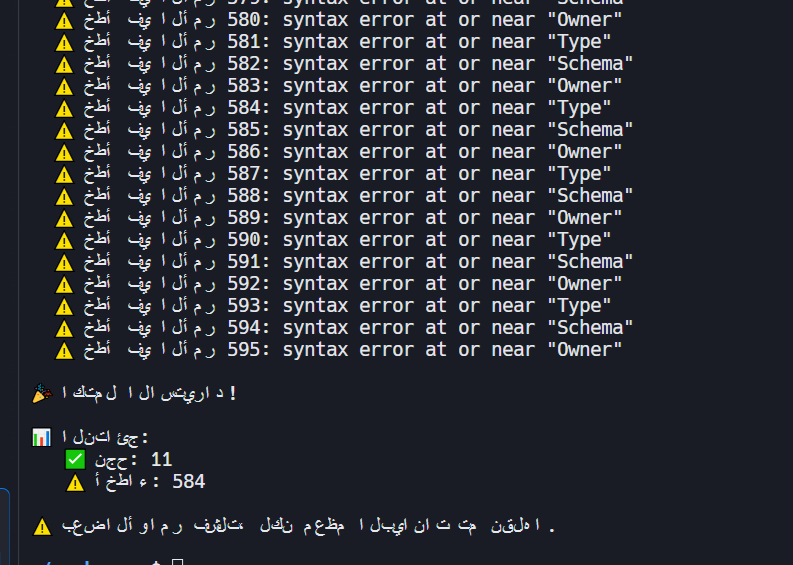 ⚠️ خطأ في الأمر 579: syntax error at or near "Schema"
⚠️ خطأ في الأمر 580: syntax error at or near "Owner"
⚠️ خطأ في الأمر 581: syntax error at or near "Type"
⚠️ خطأ في الأمر 582: syntax error at or near "Schema"
⚠️ خطأ في الأمر 583: syntax error at or near "Owner"
⚠️ خطأ في الأمر 584: syntax error at or near "Type"
⚠️ خطأ في الأمر 585: syntax error at or near "Schema"
⚠️ خطأ في الأمر 586: syntax error at or near "Owner"
⚠️ خطأ في الأمر 587: syntax error at or near "Type"
⚠️ خطأ في الأمر 588: syntax error at or near "Schema"
⚠️ خطأ في الأمر 589: syntax error at or near "Owner"
⚠️ خطأ في الأمر 590: syntax error at or near "Type"
⚠️ خطأ في الأمر 591: syntax error at or near "Schema"
⚠️ خطأ في الأمر 592: syntax error at or near "Owner"
⚠️ خطأ في الأمر 593: syntax error at or near "Type"
⚠️ خطأ في الأمر 594: syntax error at or near "Schema"
⚠️ خطأ في الأمر 595: syntax error at or near "Owner"
🎉 اكتمل الاستيراد!
📊 النتائج:
✅ نجح: 11
⚠️ أخطاء: 584
⚠️ بعض الأوامر فشلت، لكن معظم البيانات تم نقلها.